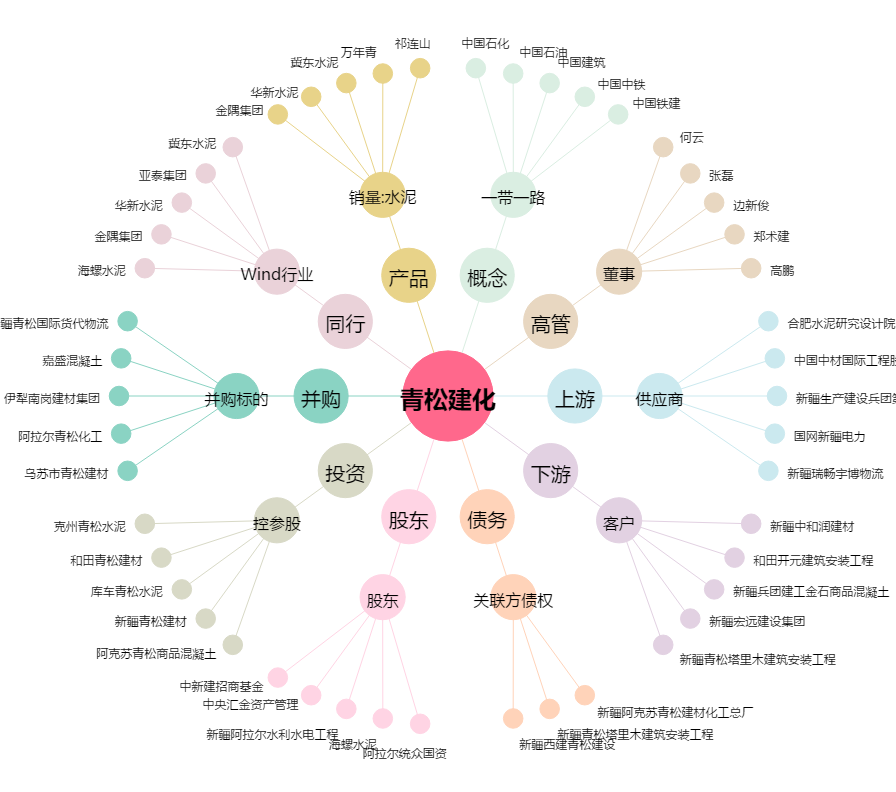 祁连山
万年青
冀东水泥
华新水泥
金隅集团
销量:水泥
产品
中国石化
中国石油
中国建筑
中国中铁
中国铁建
一带一路
概念
何云
张磊
边新俊
郑术建
高鹏
董事
高管
冀东水泥
亚泰集团
华新水泥
金隅集团
海螺水泥
Wind行业
同行
青松建化
疆青松国际货代物流
嘉盛混凝土
伊犁南岗建材集团
阿拉尔青松化工
乌苏市青松建材
并购标的
并购
上游
供应商
合肥水泥研究设计院
中国中材国际工程股
新疆生产建设兵团第
国网新疆电力
新疆瑞畅宇博物流
投资
控参股
克州青松水泥
和田青松建材
库车青松水泥
新疆青松建材
阿克苏青松商品混凝土
下游
客户
新疆中和润建材
和田开元建筑安装工程
新疆兵团建工金石商品混凝土
新疆宏远建设集团
新疆青松塔里木建筑安装工程
股东
股东
中新建招商基金
中央汇金资产管理
新疆阿拉尔水利水电工程
海螺水泥
阿拉尔统众国资
债务
关联方债权
新疆阿克苏青松建材化工总厂
新疆青松塔里木建筑安装工程
新疆西建青松建设